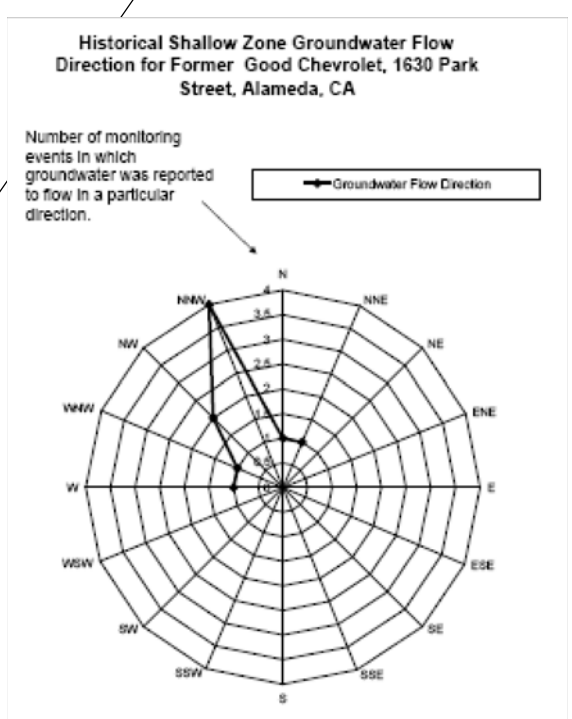 Historical Shallow Zone Groundwater Flow
Direction for Former Good Chevrolet, 1630 Park
Street, Alameda, CA
Number of monitoring
events in which
groundwater was reported
to flow in a particular
direction.
Groundwater Flow Direction
N
NNE
NE
ENE
E
ESE
SE
SSE
S
SSW
SW
WSW
W
WNW
NW
NNW
4
3.5
3
2.5
2
1.5
1
0.5
0